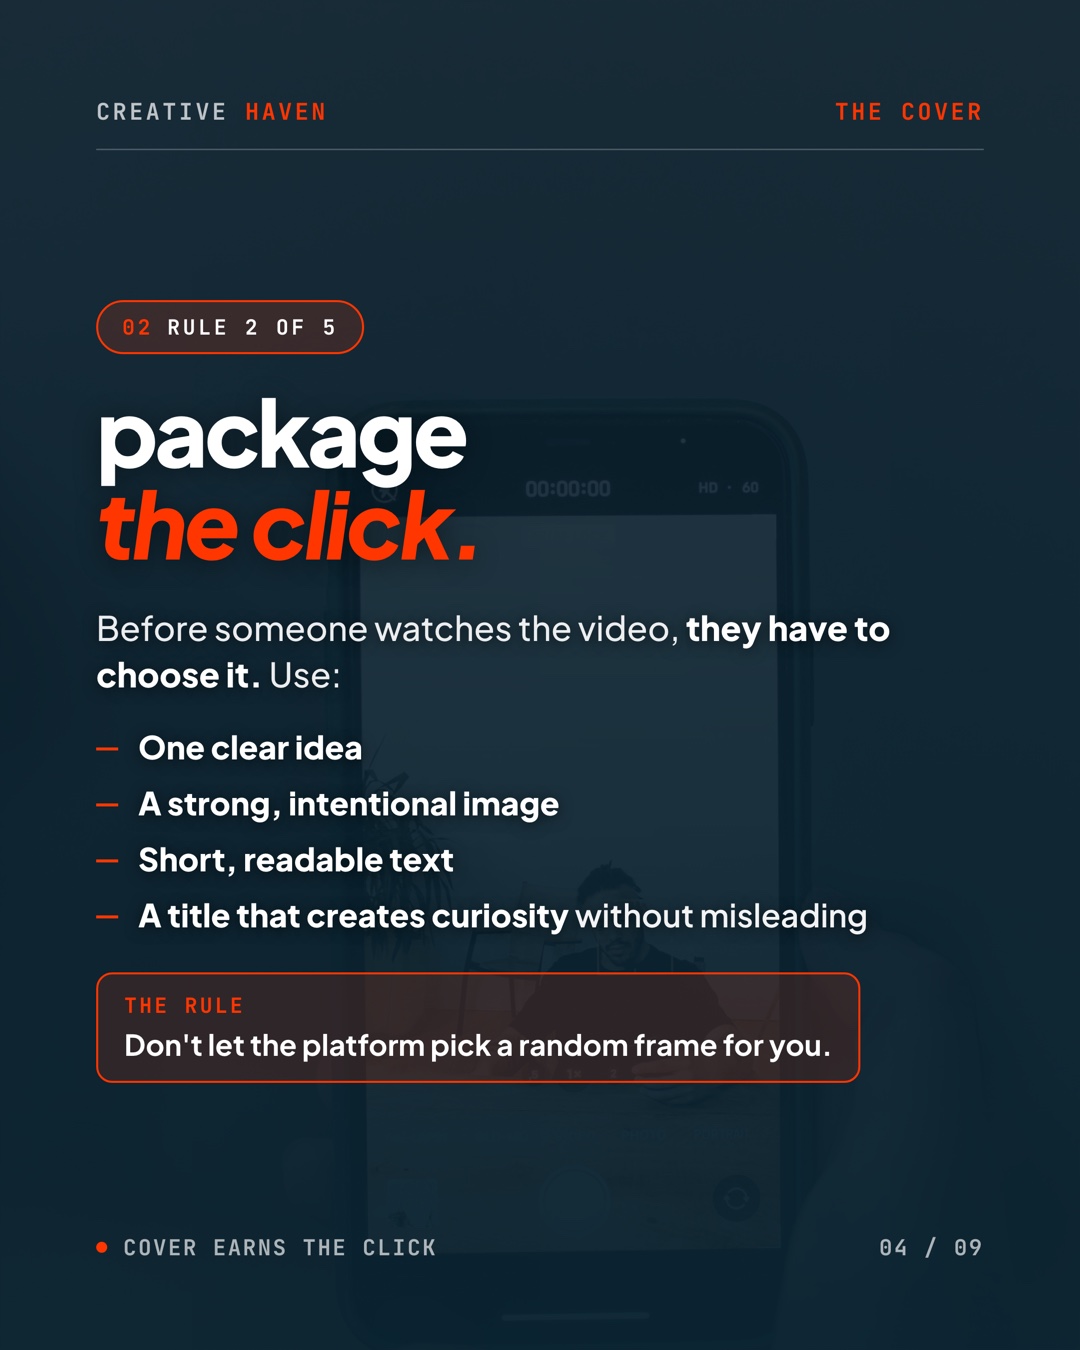 CREATIVE HAVEN
THE COVER
02 RULE 2 OF 5
package
the click.
00:00:00
HD · 60
Before someone watches the video, they have to
choose it. Use:
— One clear idea
— A strong, intentional image
— Short, readable text
— A title that creates curiosity without misleading
THE RULE
Don't let the platform pick a random frame for you.
COVER EARNS THE CLICK
04 / 09